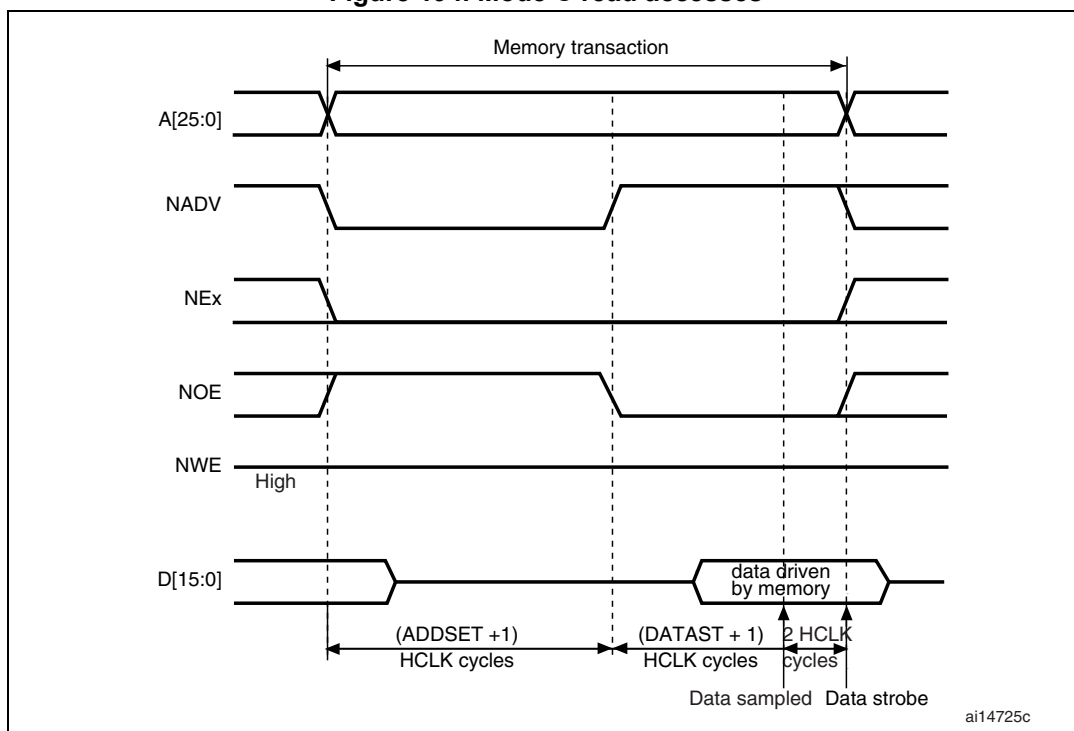 Memory transaction
A[25:0]
NADV
NEx
NOE
NWE
High
D[15:0]
data driven
by memory
(ADDSET +1)
HCLK cycles
(DATAST + 1)
HCLK cycles
2 HCLK
cycles
Data sampled
Data strobe
ai14725c